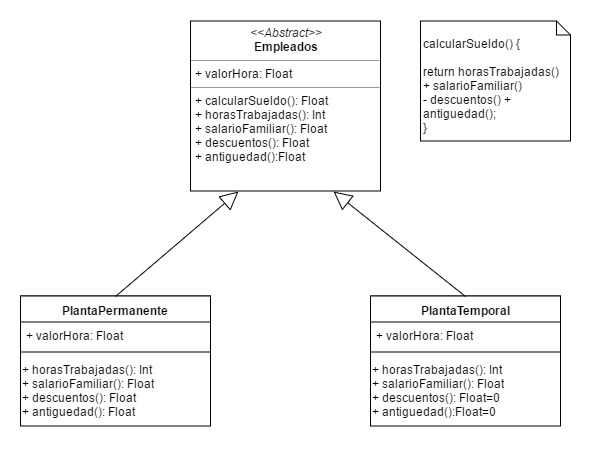 <<Abstract>>
Empleados
+ valorHora: Float
+ calcularSueldo(): Float
+ horasTrabajadas(): Int
+ salarioFamiliar(): Float
+ descuentos(): Float
+ antiguedad():Float
calcularSueldo() {
return horasTrabajadas()
+ salarioFamiliar()
- descuentos() +
antiguedad();
}
PlantaPermanente
+ valorHora: Float
+ horasTrabajadas(): Int
+ salarioFamiliar(): Float
+ descuentos(): Float
+ antiguedad(): Float
PlantaTemporal
+ valorHora: Float
+ horasTrabajadas(): Int
+ salarioFamiliar(): Float
+ descuentos(): Float=0
+ antiguedad():Float=0